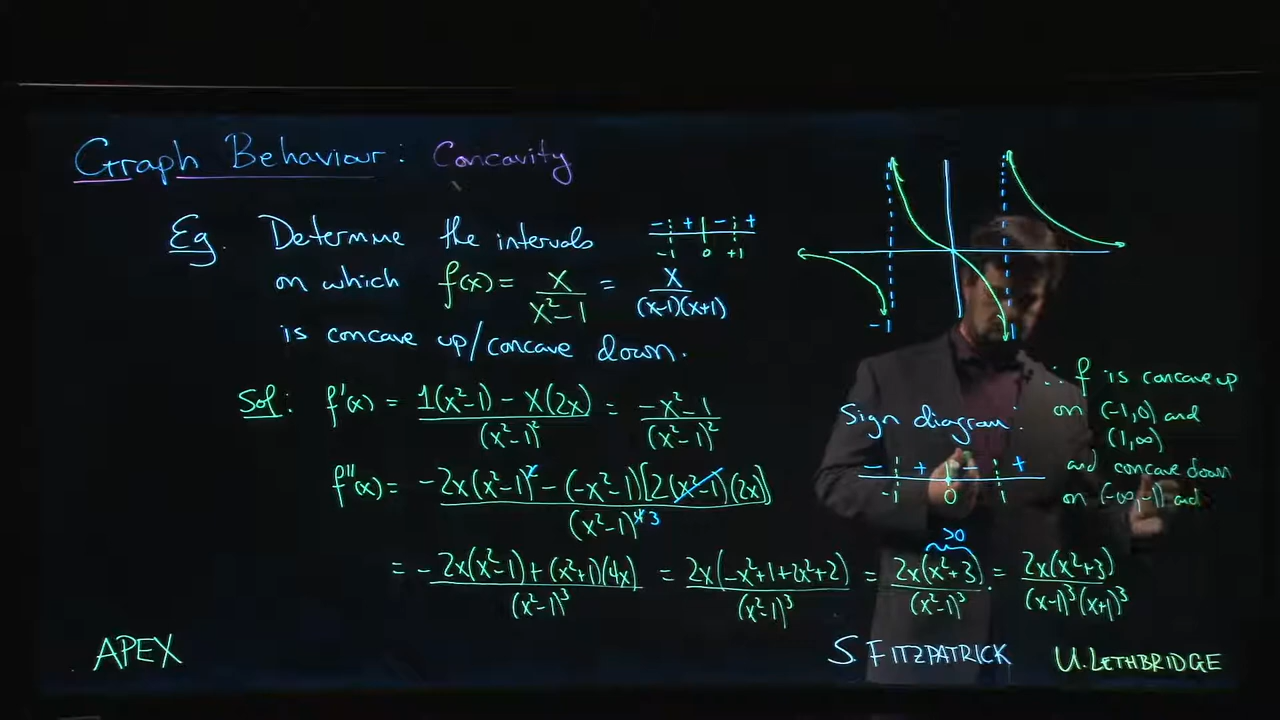 Graph Behaviour: Concavity
Eg. Determine the intervals
on which f(x) = x/(x²-1) = x/((x-1)(x+1))
is concave up/concave down.
- + - +
-1 0 +1
-1 1
Sol: f'(x) = (1(x²-1) - x(2x))/(x²-1)² = (-x²-1)/(x²-1)²
f''(x) = (-2x(x²-1)² - (-x²-1)[2(x²-1)(2x)])/(x²-1)⁴ 3
= (-2x(x²-1) + (x²+1)(4x))/(x²-1)³ = (2x(-x²+1+2x²+2))/(x²-1)³ = (2x(x²+3))/(x²-1)³ . = (2x(x²+3))/((x-1)³(x+1)³)
>0
Sign diagram:
- + - +
-1 0 1
∴ f is concave up
on (-1,0) and
(1,∞)
and concave down
on (-∞,-1) and
APEX
S. FITZPATRICK
U. LETHBRIDGE